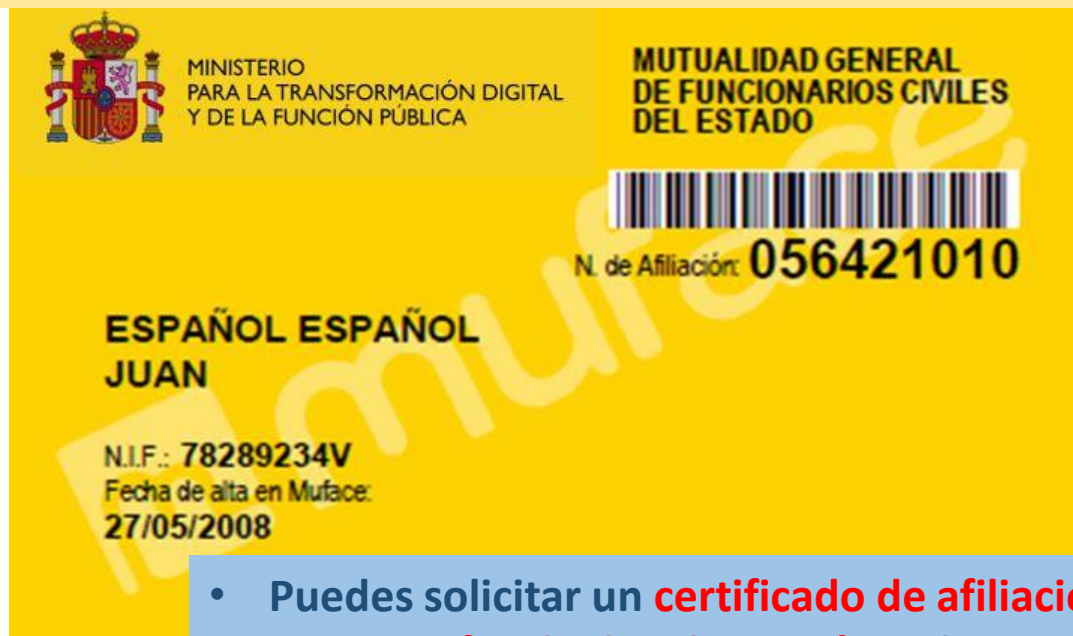 MINISTERIO
PARA LA TRANSFORMACIÓN DIGITAL
Y DE LA FUNCIÓN PÚBLICA
MUTUALIDAD GENERAL
DE FUNCIONARIOS CIVILES
DEL ESTADO
N. de Afiliación: 056421010
muface
ESPAÑOL ESPAÑOL
JUAN
N.I.F.: 78289234V
Fecha de alta en Muface:
27/05/2008
• Puedes solicitar un certificado de afiliació